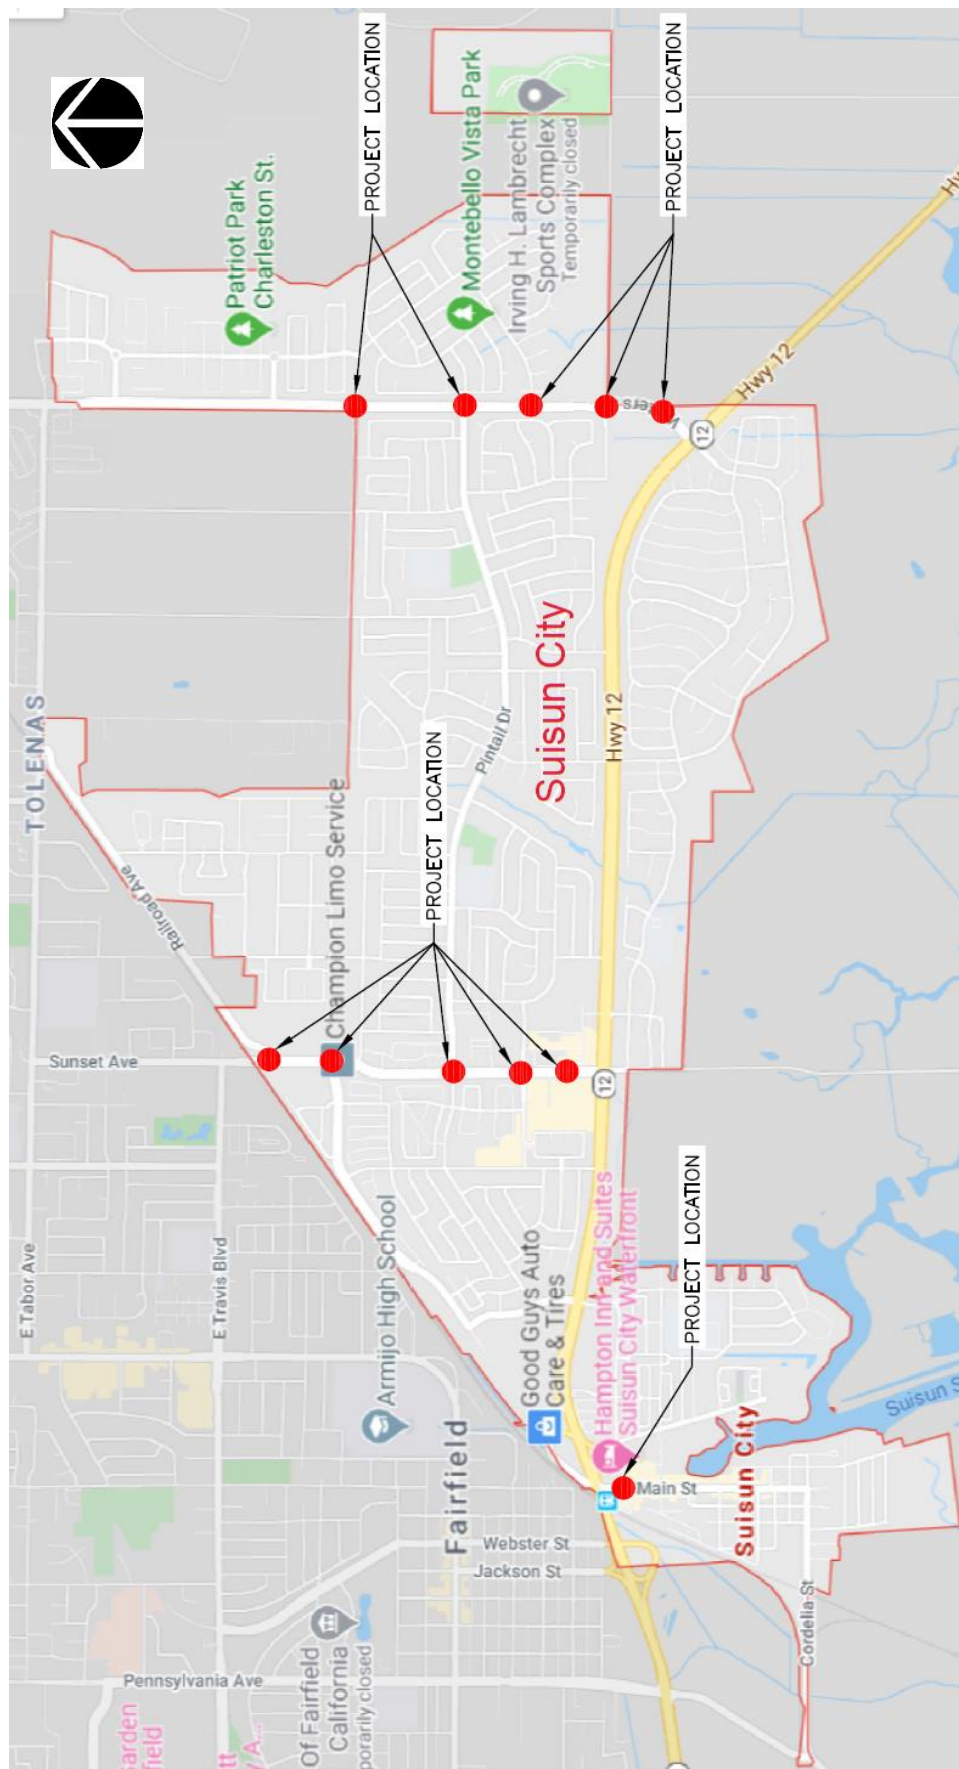 Patriot Park
Charleston St.
PROJECT LOCATION
Montebello Vista Park
Irving H. Lambrecht
Sports Complex
Temporarily closed
PROJECT LOCATION
Hwy 12
12
TOLENAS
Railroad Ave
Sunset Ave
Champion Limo Service
PROJECT LOCATION
Pintail Dr
Suisun City
Hwy 12
12
E Tabor Ave
E Travis Blvd
Armijo High School
Good Guys Auto
Care & Tires
Hampton Inn and Suites
Suisun City Waterfront
PROJECT LOCATION
Fairfield
Webster St
Jackson St
Main St
Suisun City
Cordelia St
Pennsylvania Ave
Of Fairfield
California